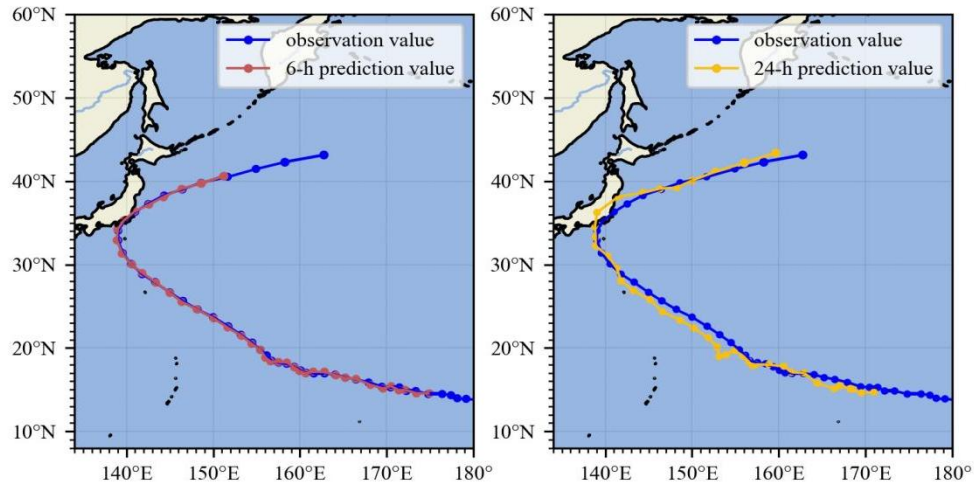 60°N
50°N
40°N
30°N
20°N
10°N
140°E 150°E 160°E 170°E 180°
observation value
6-h prediction value
60°N
50°N
40°N
30°N
20°N
10°N
140°E 150°E 160°E 170°E 180°
observation value
24-h prediction value